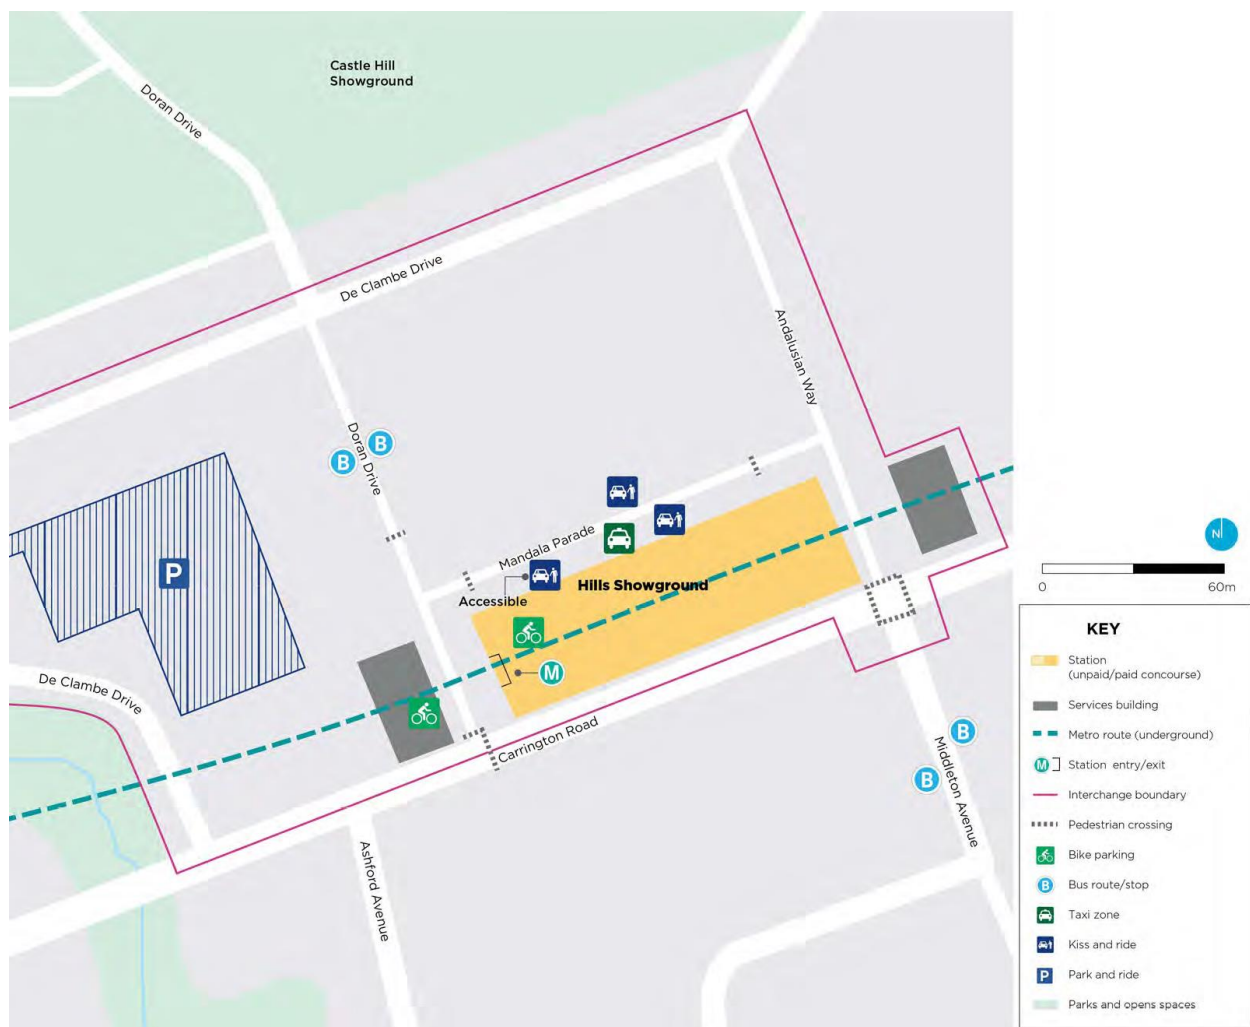 Castle Hill
Showground
Doran Drive
De Clambe Drive
Andalusian Way
Doran Drive
B
B
Mandala Parade
Accessible
Hills Showground
P
M
De Clambe Drive
Carrington Road
B
B
Middleton Avenue
Ashford Avenue
N
0
60m
KEY
Station
(unpaid/paid concourse)
Services building
Metro route (underground)
M
Station entry/exit
Interchange boundary
Pedestrian crossing
Bike parking
B
Bus route/stop
Taxi zone
Kiss and ride
P
Park and ride
Parks and opens spaces